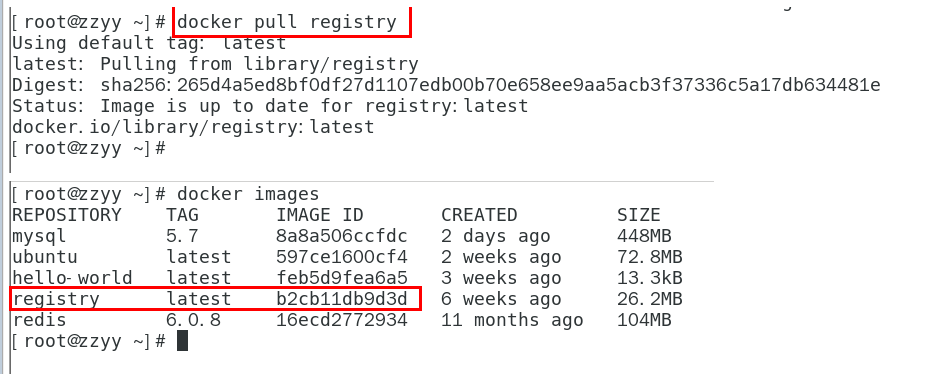 [root@zzyy ~]# docker pull registry
Using default tag: latest
latest: Pulling from library/registry
Digest: sha256:265d4a5ed8bf0df27d1107edb00b70e658ee9aa5acb3f37336c5a17db634481e
Status: Image is up to date for registry:latest
docker.io/library/registry:latest
[root@zzyy ~]#
[root@zzyy ~]# docker images
REPOSITORY TAG IMAGE ID CREATED SIZE
mysql 5.7 8a8a506ccfdc 2 days ago 448MB
ubuntu latest 597ce1600cf4 2 weeks ago 72.8MB
hello-world latest feb5d9fea6a5 3 weeks ago 13.3kB
registry latest b2cb11db9d3d 6 weeks ago 26.2MB
redis 6.0.8 16ecd2772934 11 months ago 104MB
[root@zzyy ~]#